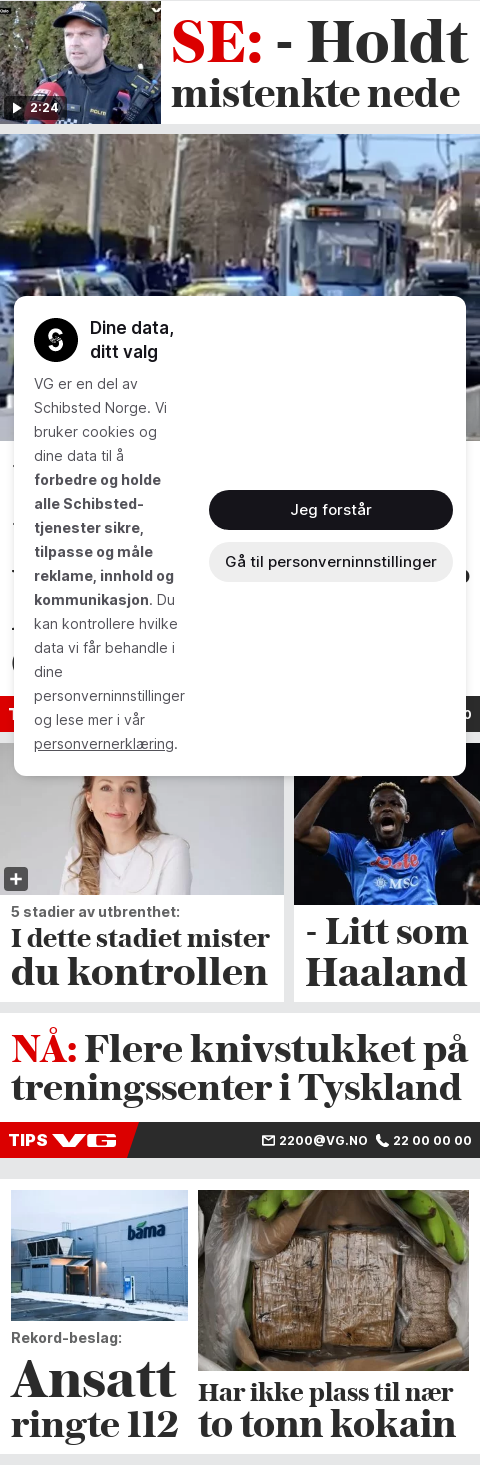 SE: - Holdt
mistenkte nede
2:24
Dine data,
ditt valg
VG er en del av
Schibsted Norge. Vi
bruker cookies og
dine data til å
forbedre og holde
alle Schibsted-
tjenester sikre,
tilpasse og måle
reklame, innhold og
kommunikasjon. Du
kan kontrollere hvilke
data vi får behandle i
dine
personverninnstillinger
og lese mer i vår
personvernerklæring.
Jeg forstår
Gå til personverninnstillinger
5 stadier av utbrenthet:
I dette stadiet mister
du kontrollen
MSC
- Litt som
Haaland
NÅ: Flere knivstukket på
treningssenter i Tyskland
TIPS VG 2200@VG.NO 22 00 00 00
bama
Rekord-beslag:
Ansatt
ringte 112
Har ikke plass til nær
to tonn kokain